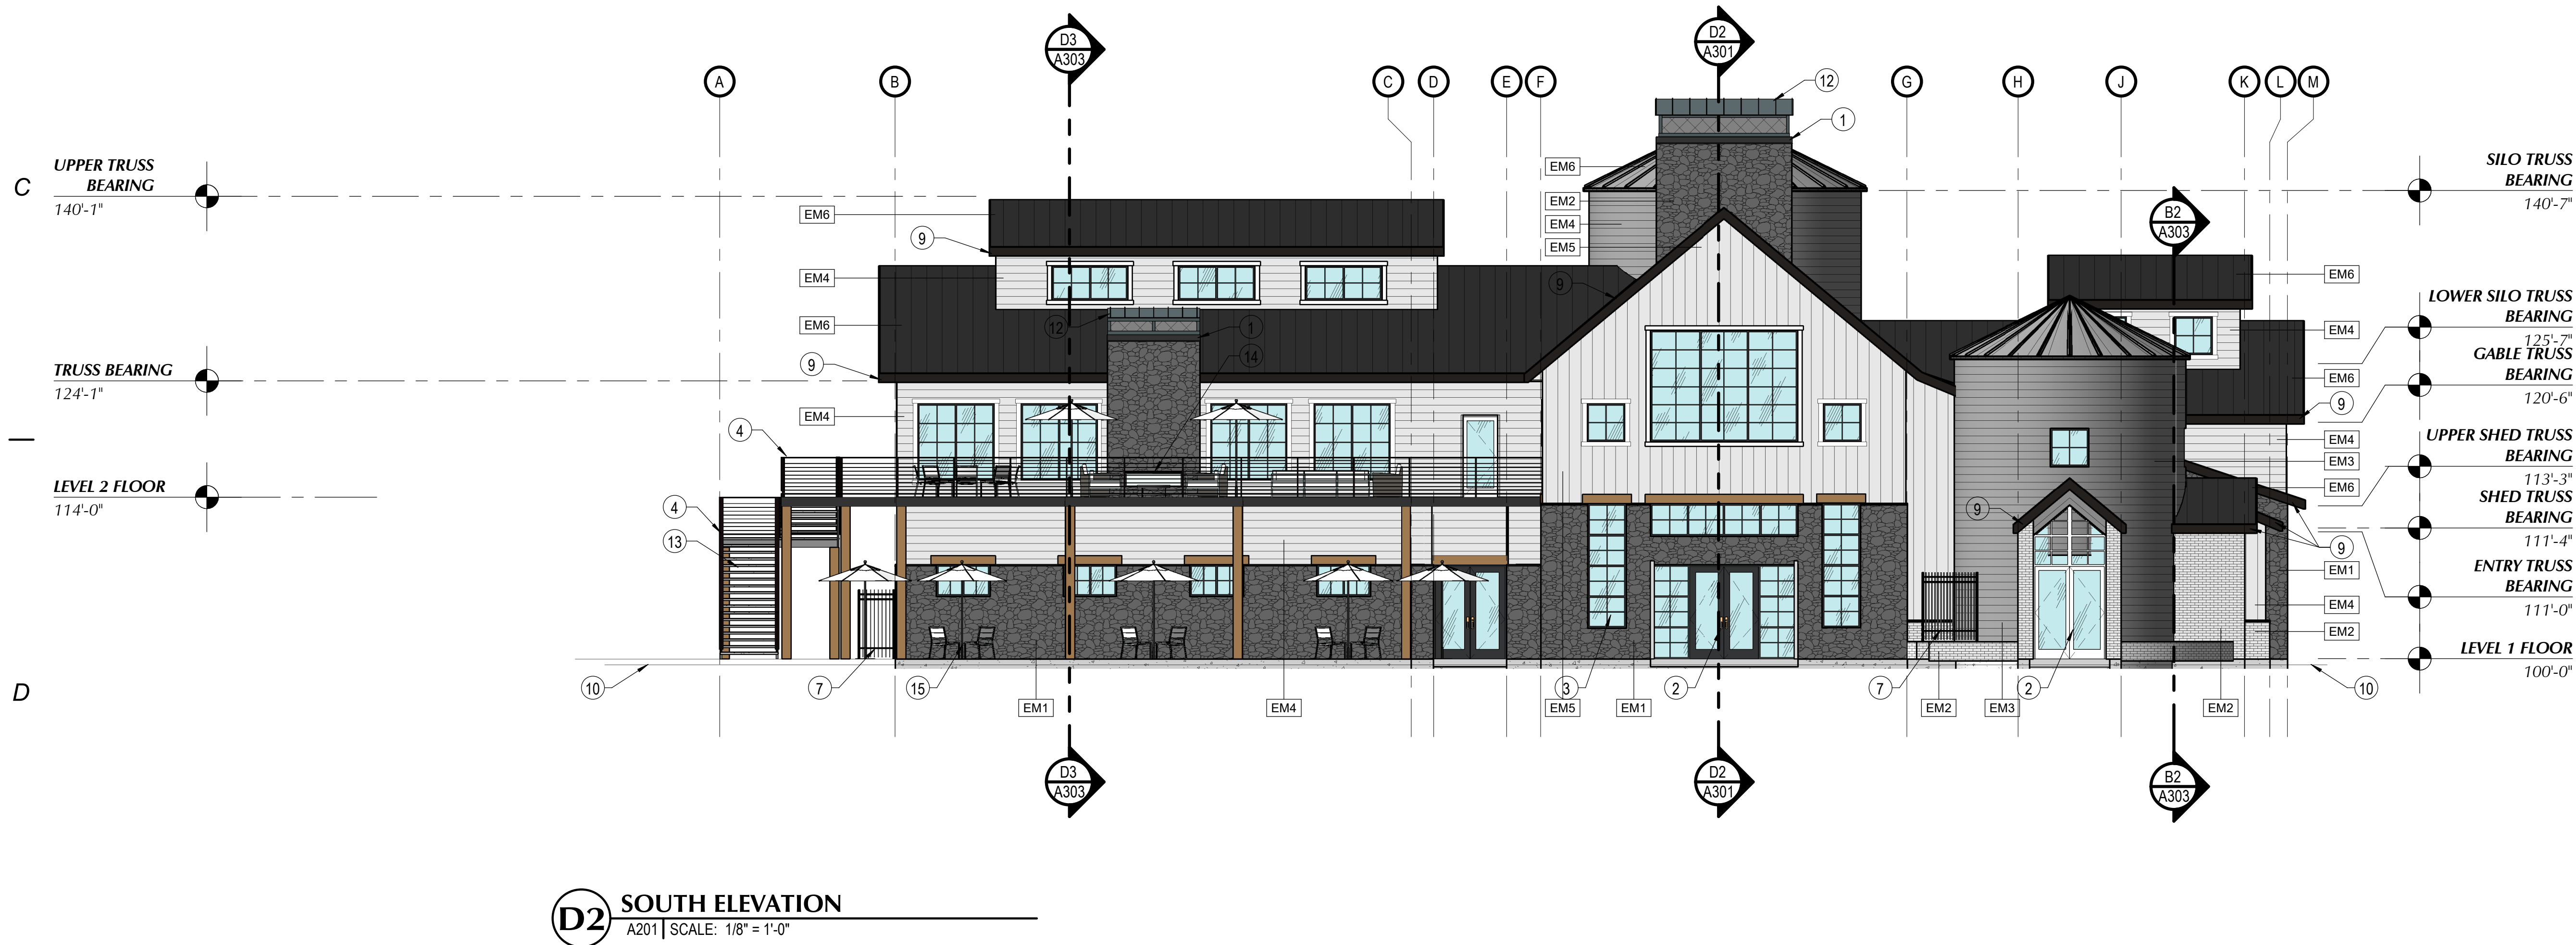 D3
A303
D2
A301
A
B
C
D
E
F
G
H
J
K
L
M
12
1
C
UPPER TRUSS
BEARING
140'-1"
SILO TRUSS
BEARING
140'-7"
EM6
EM2
EM4
EM5
B2
A303
EM6
9
EM4
EM6
9
EM6
LOWER SILO TRUSS
BEARING
125'-7"
12
1
14
EM4
GABLE TRUSS
BEARING
120'-6"
TRUSS BEARING
124'-1"
9
EM6
9
EM4
4
EM4
EM3
UPPER SHED TRUSS
BEARING
113'-3"
LEVEL 2 FLOOR
114'-0"
EM6
4
9
SHED TRUSS
BEARING
111'-4"
13
9
EM1
ENTRY TRUSS
BEARING
111'-0"
EM4
EM2
LEVEL 1 FLOOR
100'-0"
D
10
7
15
3
2
7
2
10
EM1
EM4
EM5
EM1
EM2
EM3
EM2
D3
A303
D2
A301
B2
A303
D2
SOUTH ELEVATION
A201
SCALE: 1/8" = 1'-0"